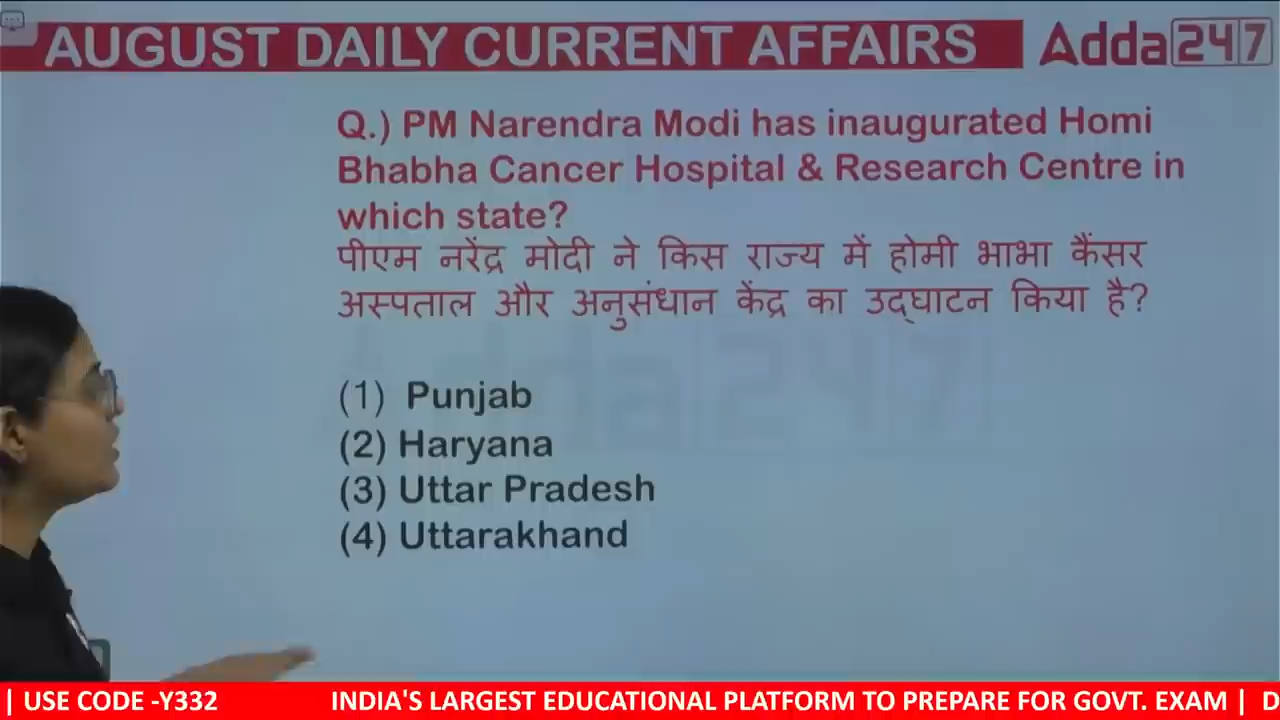 AUGUST DAILY CURRENT AFFAIRS
Adda247
Q.) PM Narendra Modi has inaugurated Homi
Bhabha Cancer Hospital & Research Centre in
which state?
पीएम नरेंद्र मोदी ने किस राज्य में होमी भाभा कैंसर
अस्पताल और अनुसंधान केंद्र का उद्घाटन किया है?
Adda247
(1) Punjab
(2) Haryana
(3) Uttar Pradesh
(4) Uttarakhand
| USE CODE -Y332 INDIA'S LARGEST EDUCATIONAL PLATFORM TO PREPARE FOR GOVT. EXAM | D